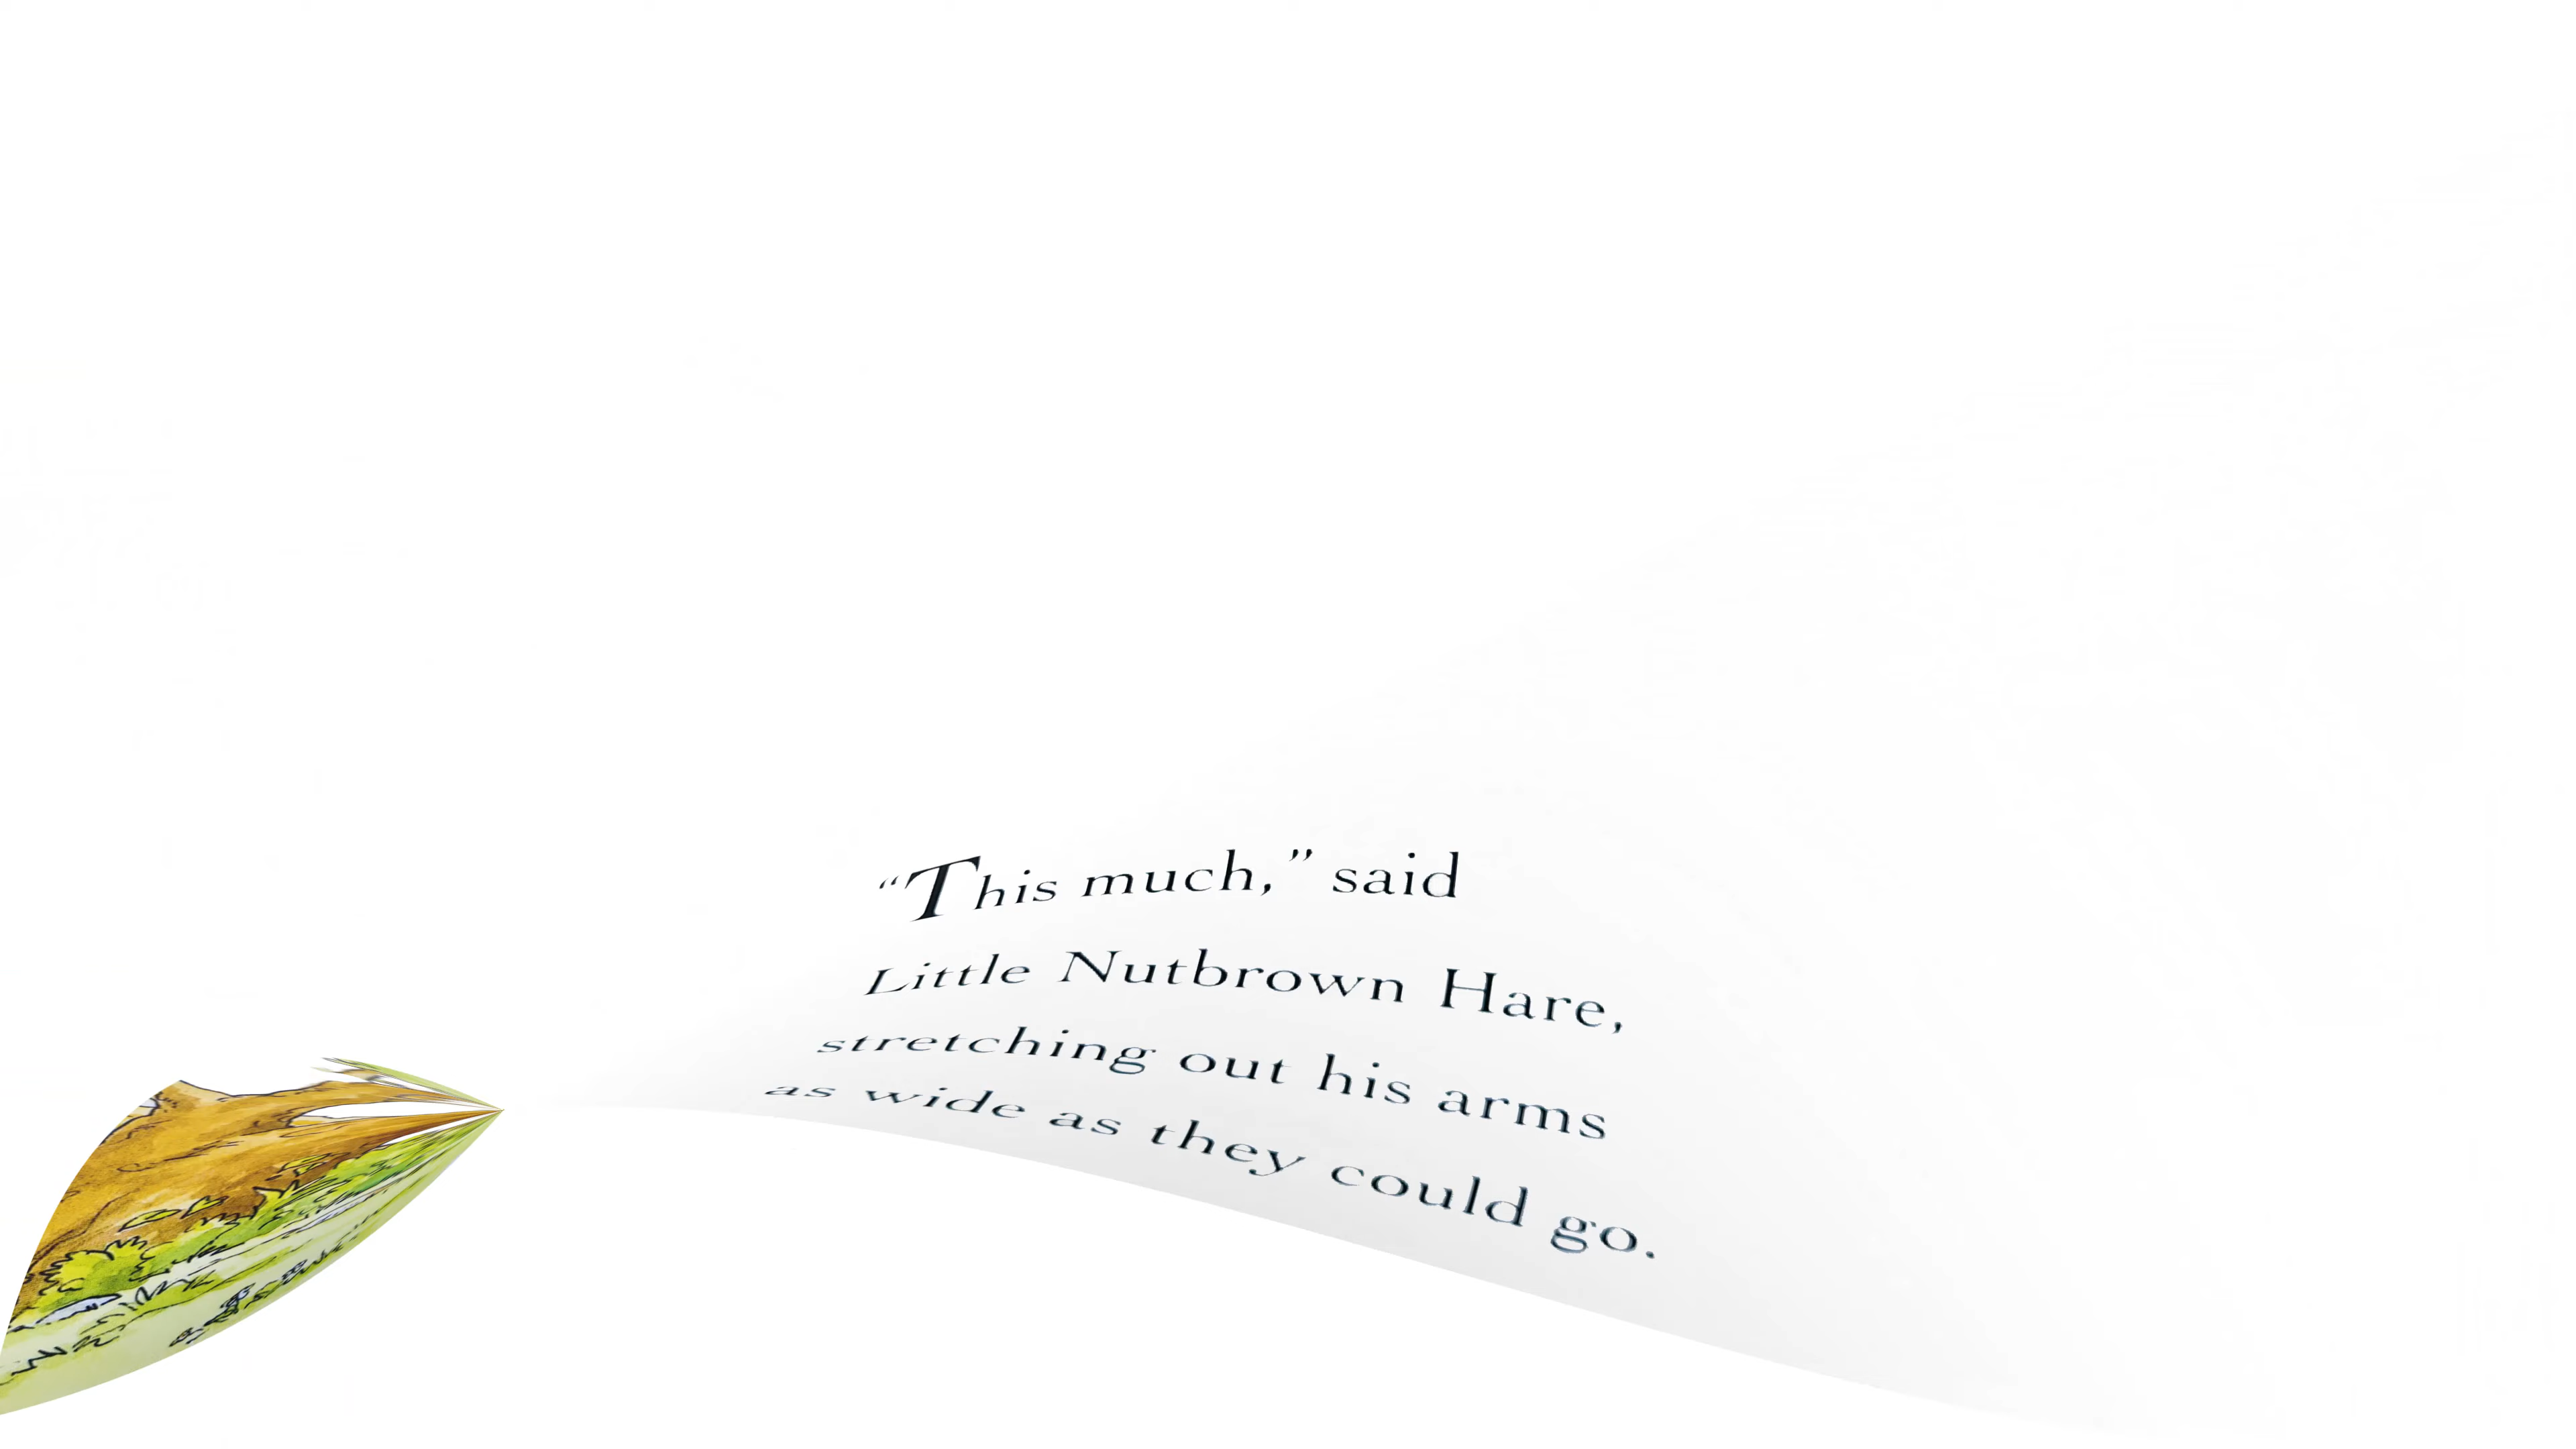 “This much,” said
Little Nutbrown Hare,
stretching out his arms
as wide as they could go.